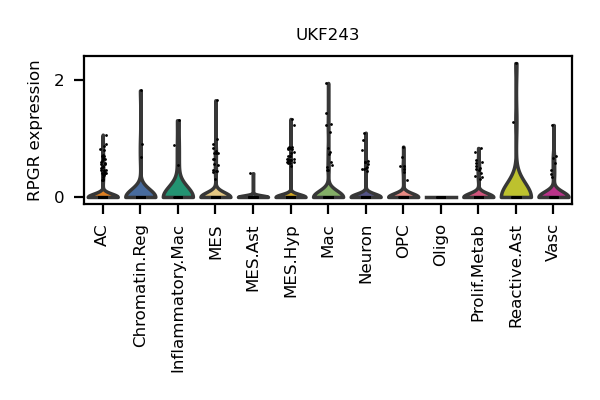 UKF243
RPGR expression
2
0
AC
Chromatin.Reg
Inflammatory.Mac
MES
MES.Ast
MES.Hyp
Mac
Neuron
OPC
Oligo
Prolif.Metab
Reactive.Ast
Vasc